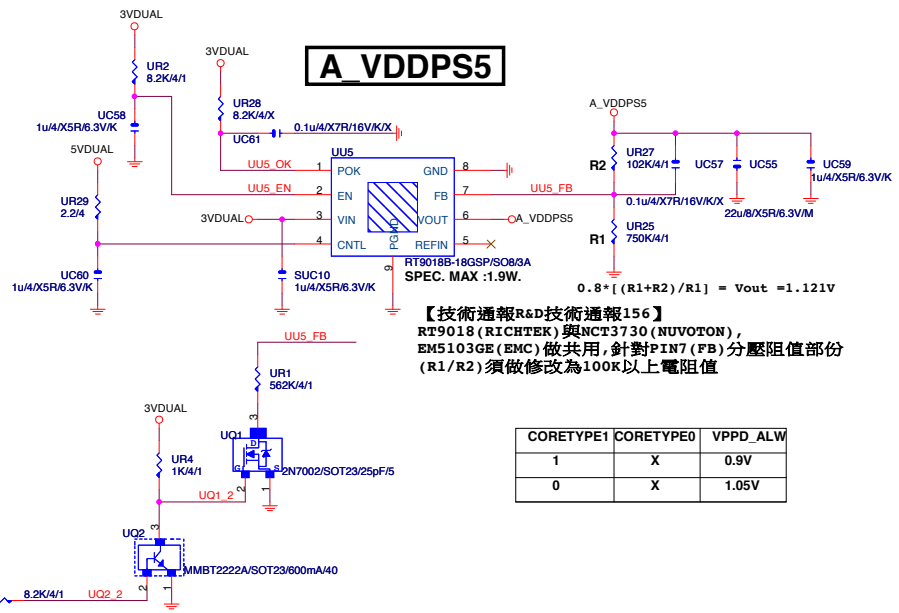 3VDUAL
UR2
8.2K/4/1
UC58
1u/4/X5R/6.3V/K
5VDUAL
UR29
2.2/4
UC60
1u/4/X5R/6.3V/K
3VDUAL
UR28
8.2K/4/X
UC61
0.1u/4/X7R/16V/K/X
A_VDDPS5
UU5
UU5_OK
1
POK
UU5_EN
2
EN
3VDUAL
3
VIN
4
CNTL
GND
8
FB
7
UU5_FB
VOUT
6
A_VDDPS5
REFIN
5
PGND
9
RT9018B-18GSP/SO8/3A
SPEC. MAX :1.9W.
SUC10
1u/4/X5R/6.3V/K
A_VDDPS5
R2
UR27
102K/4/1
UC57
0.1u/4/X7R/16V/K/X
UC55
22u/8/X5R/6.3V/M
UC59
1u/4/X5R/6.3V/K
R1
UR25
750K/4/1
0.8*[(R1+R2)/R1] = Vout =1.121V
【技術通報R&D技術通報156】
RT9018(RICHTEK)與NCT3730(NUVOTON),
EM5103GE(EMC)做共用,針對PIN7(FB)分壓阻值部份
(R1/R2)須做修改為100K以上電阻值
UU5_FB
UR1
562K/4/1
3
UQ1
D
G
S
2N7002/SOT23/25pF/5
2
1
3VDUAL
UR4
1K/4/1
UQ1_2
3
UQ2
MMBT2222A/SOT23/600mA/40
2
1
8.2K/4/1
UQ2_2
CORETYPE1 CORETYPE0 VPPD_ALW
1 X 0.9V
0 X 1.05V